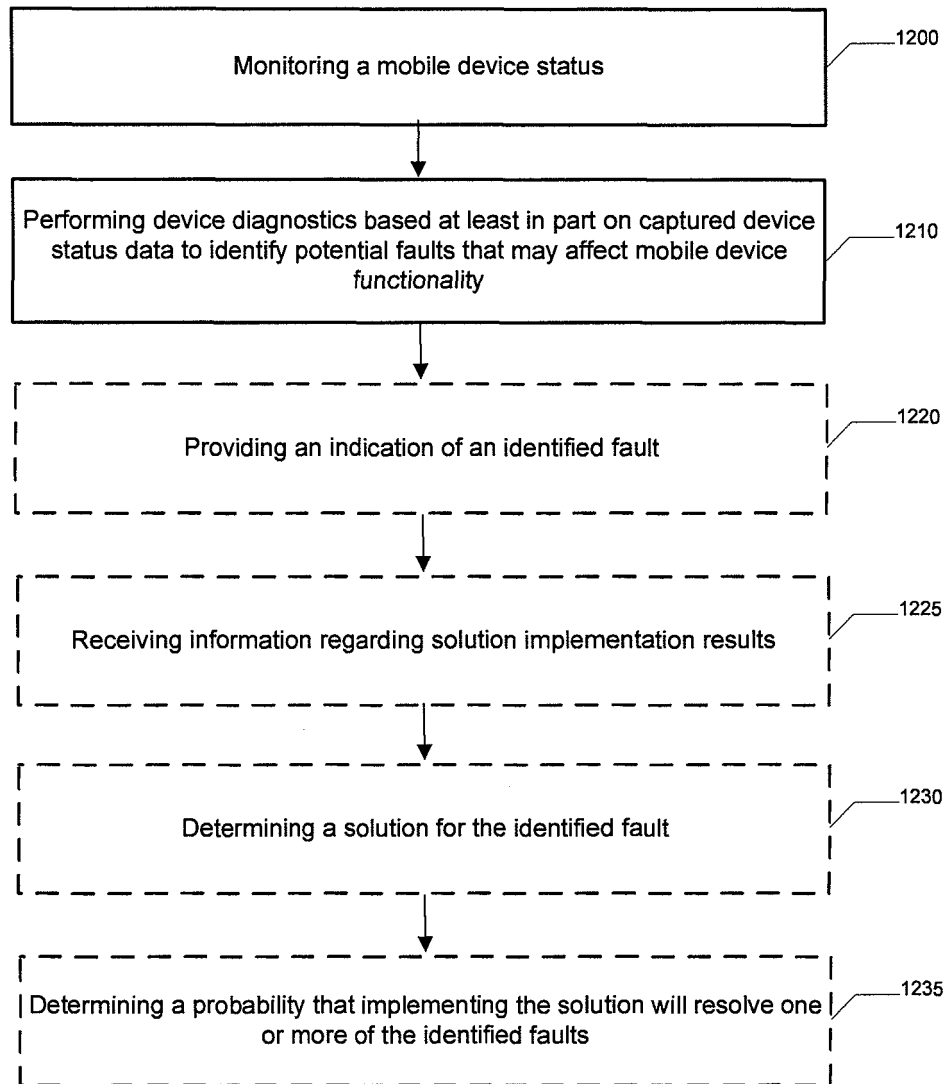 1200
Monitoring a mobile device status
Performing device diagnostics based at least in part on captured device
status data to identify potential faults that may affect mobile device
functionality
1210
1220
Providing an indication of an identified fault
1225
Receiving information regarding solution implementation results
1230
Determining a solution for the identified fault
1235
Determining a probability that implementing the solution will resolve one
or more of the identified faults